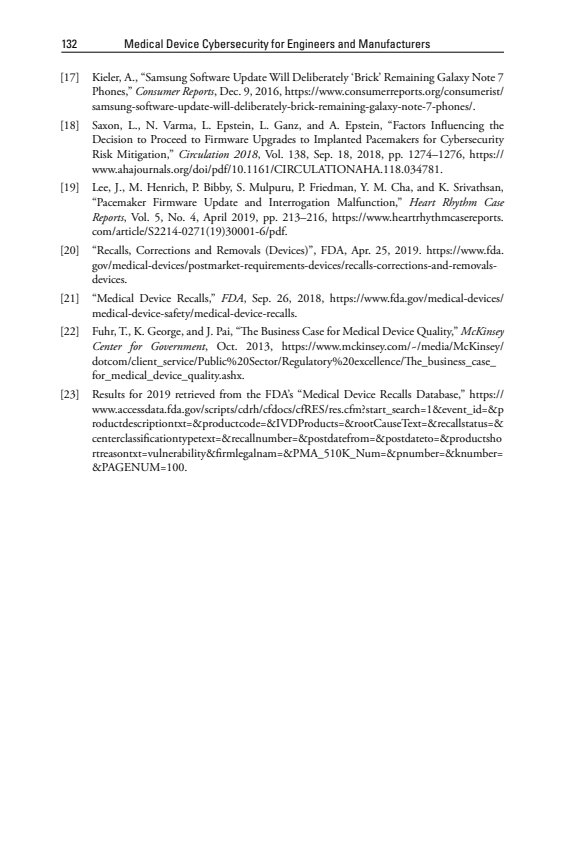 132 Medical Device Cybersecurity for Engineers and Manufacturers
[17] Kieler, A., “Samsung Software Update Will Deliberately ‘Brick’ Remaining Galaxy Note 7
Phones,” Consumer Reports, Dec. 9, 2016, https://www.consumerreports.org/consumerist/
samsung-software-update-will-deliberately-brick-remaining-galaxy-note-7-phones/.
[18] Saxon, L., N. Varma, L. Epstein, L. Ganz, and A. Epstein, “Factors Influencing the
Decision to Proceed to Firmware Upgrades to Implanted Pacemakers for Cybersecurity
Risk Mitigation,” Circulation 2018, Vol. 138, Sep. 18, 2018, pp. 1274–1276, https://
www.ahajournals.org/doi/pdf/10.1161/CIRCULATIONAHA.118.034781.
[19] Lee, J., M. Henrich, P. Bibby, S. Mulpuru, P. Friedman, Y. M. Cha, and K. Srivathsan,
“Pacemaker Firmware Update and Interrogation Malfunction,” Heart Rhythm Case
Reports, Vol. 5, No. 4, April 2019, pp. 213–216, https://www.heartrhythmcasereports.
com/article/S2214-0271(19)30001-6/pdf.
[20] “Recalls, Corrections and Removals (Devices)”, FDA, Apr. 25, 2019. https://www.fda.
gov/medical-devices/postmarket-requirements-devices/recalls-corrections-and-removals-
devices.
[21] “Medical Device Recalls,” FDA, Sep. 26, 2018, https://www.fda.gov/medical-devices/
medical-device-safety/medical-device-recalls.
[22] Fuhr, T., K. George, and J. Pai, “The Business Case for Medical Device Quality,” McKinsey
Center for Government, Oct. 2013, https://www.mckinsey.com/~/media/McKinsey/
dotcom/client_service/Public%20Sector/Regulatory%20excellence/The_business_case_
for_medical_device_quality.ashx.
[23] Results for 2019 retrieved from the FDA’s “Medical Device Recalls Database,” https://
www.accessdata.fda.gov/scripts/cdrh/cfdocs/cfRES/res.cfm?start_search=1&event_id=&p
roductdescriptiontxt=&productcode=&IVDProducts=&rootCauseText=&recallstatus=&
centerclassificationtypetext=&recallnumber=&postdatefrom=&postdateto=&productsho
rtreasontxt=vulnerability&firmlegalnam=&PMA_510K_Num=&pnumber=&knumber=
&PAGENUM=100.